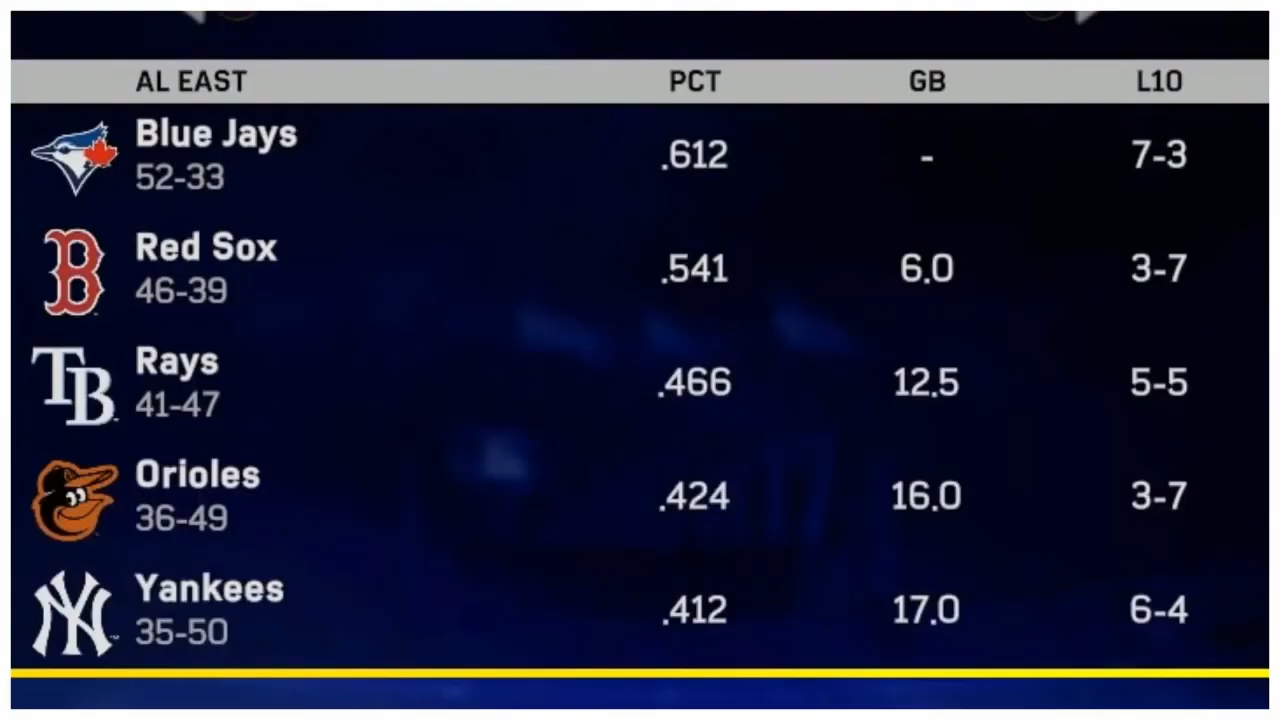 AL EAST PCT GB L10
Blue Jays
52-33 .612 - 7-3
Red Sox
46-39 .541 6.0 3-7
Rays
41-47 .466 12.5 5-5
Orioles
36-49 .424 16.0 3-7
Yankees
35-50 .412 17.0 6-4